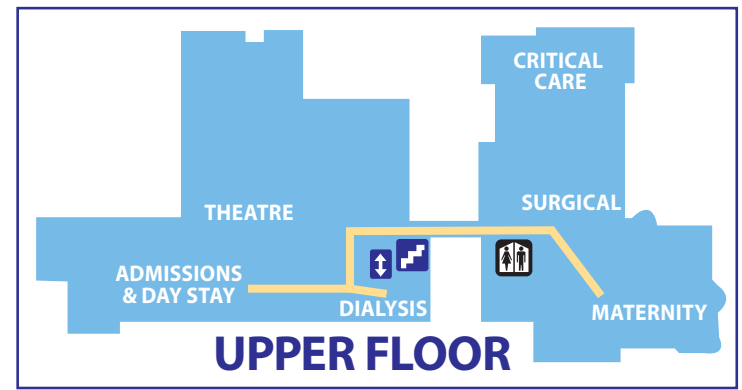 CRITICAL
CARE
THEATRE
SURGICAL
ADMISSIONS
& DAY STAY
DIALYSIS
MATERNITY
UPPER FLOOR